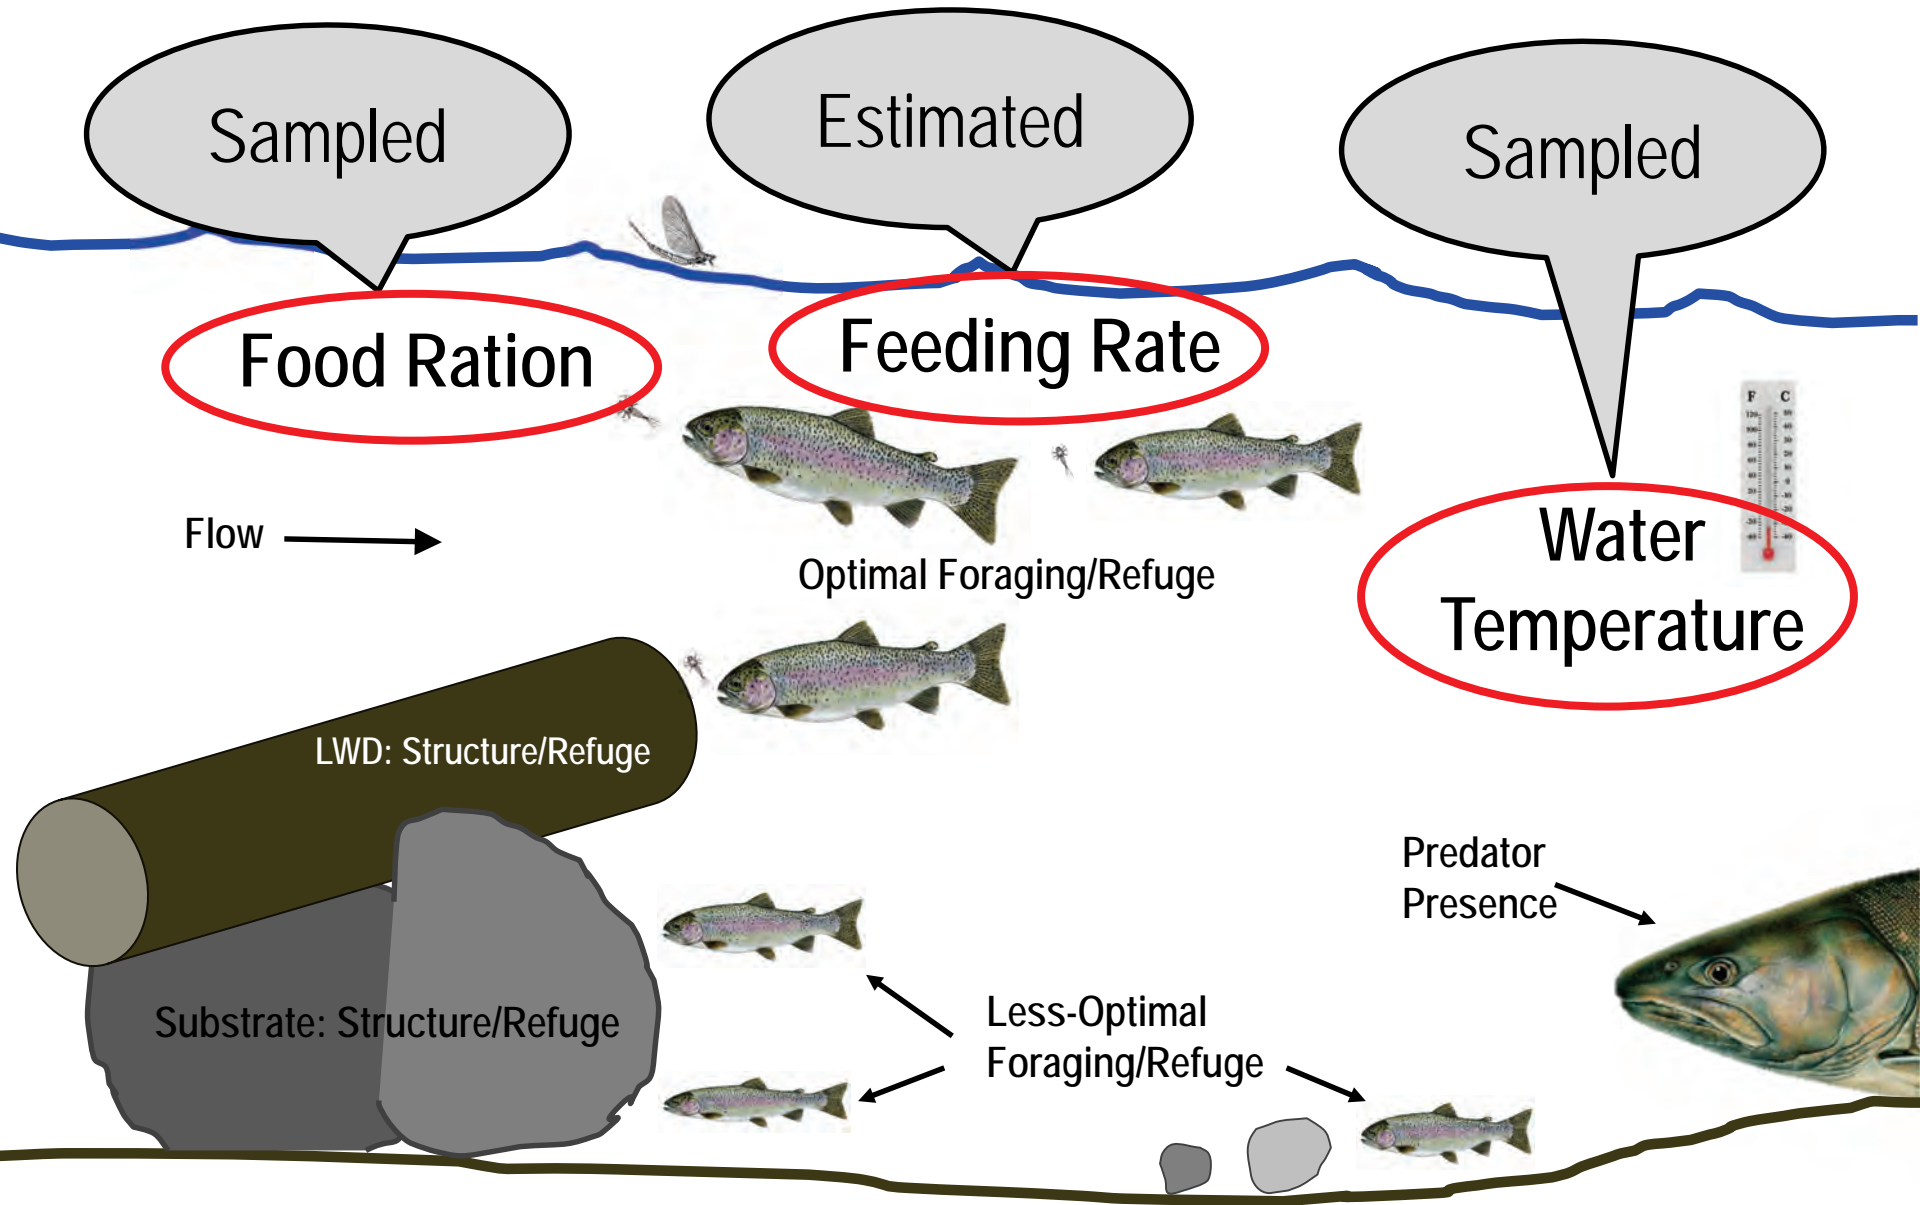 Sampled
Estimated
Sampled
Food Ration
Feeding Rate
F C
Flow
Optimal Foraging/Refuge
Water
Temperature
LWD: Structure/Refuge
Predator
Presence
Substrate: Structure/Refuge
Less-Optimal
Foraging/Refuge